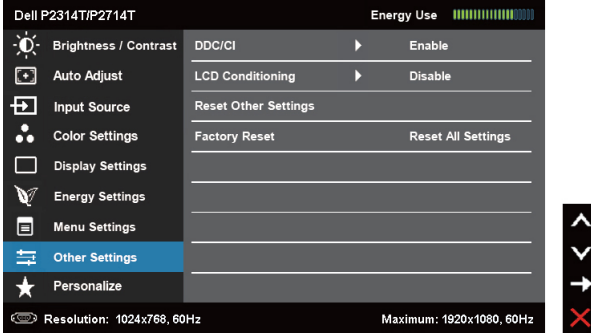 Dell P2314T/P2714T Energy Use
Brightness / Contrast DDC/CI Enable
Auto Adjust LCD Conditioning Disable
Input Source Reset Other Settings
Color Settings Factory Reset Reset All Settings
Display Settings
Energy Settings
Menu Settings
Other Settings
Personalize
Resolution: 1024x768, 60Hz Maximum: 1920x1080, 60Hz